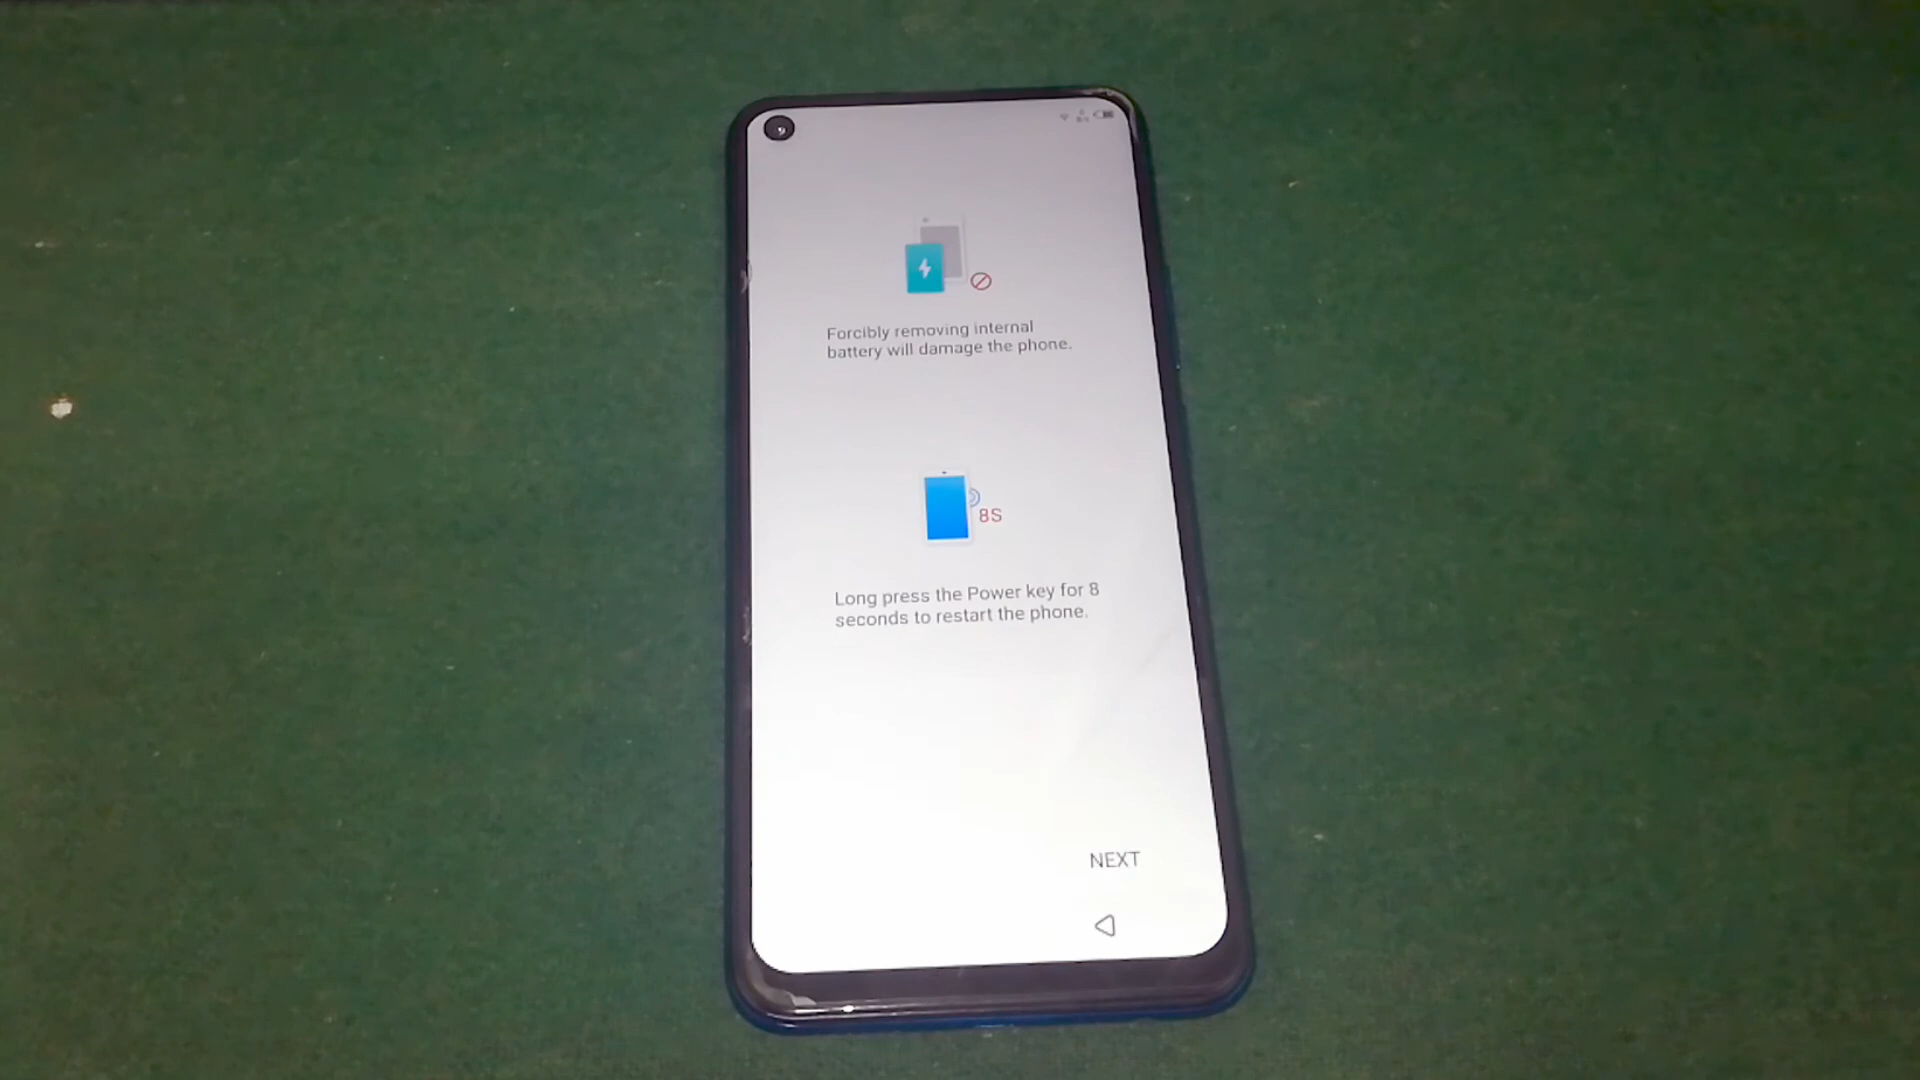 Forcibly removing internal
battery will damage the phone.
8S
Long press the Power key for 8
seconds to restart the phone.
NEXT